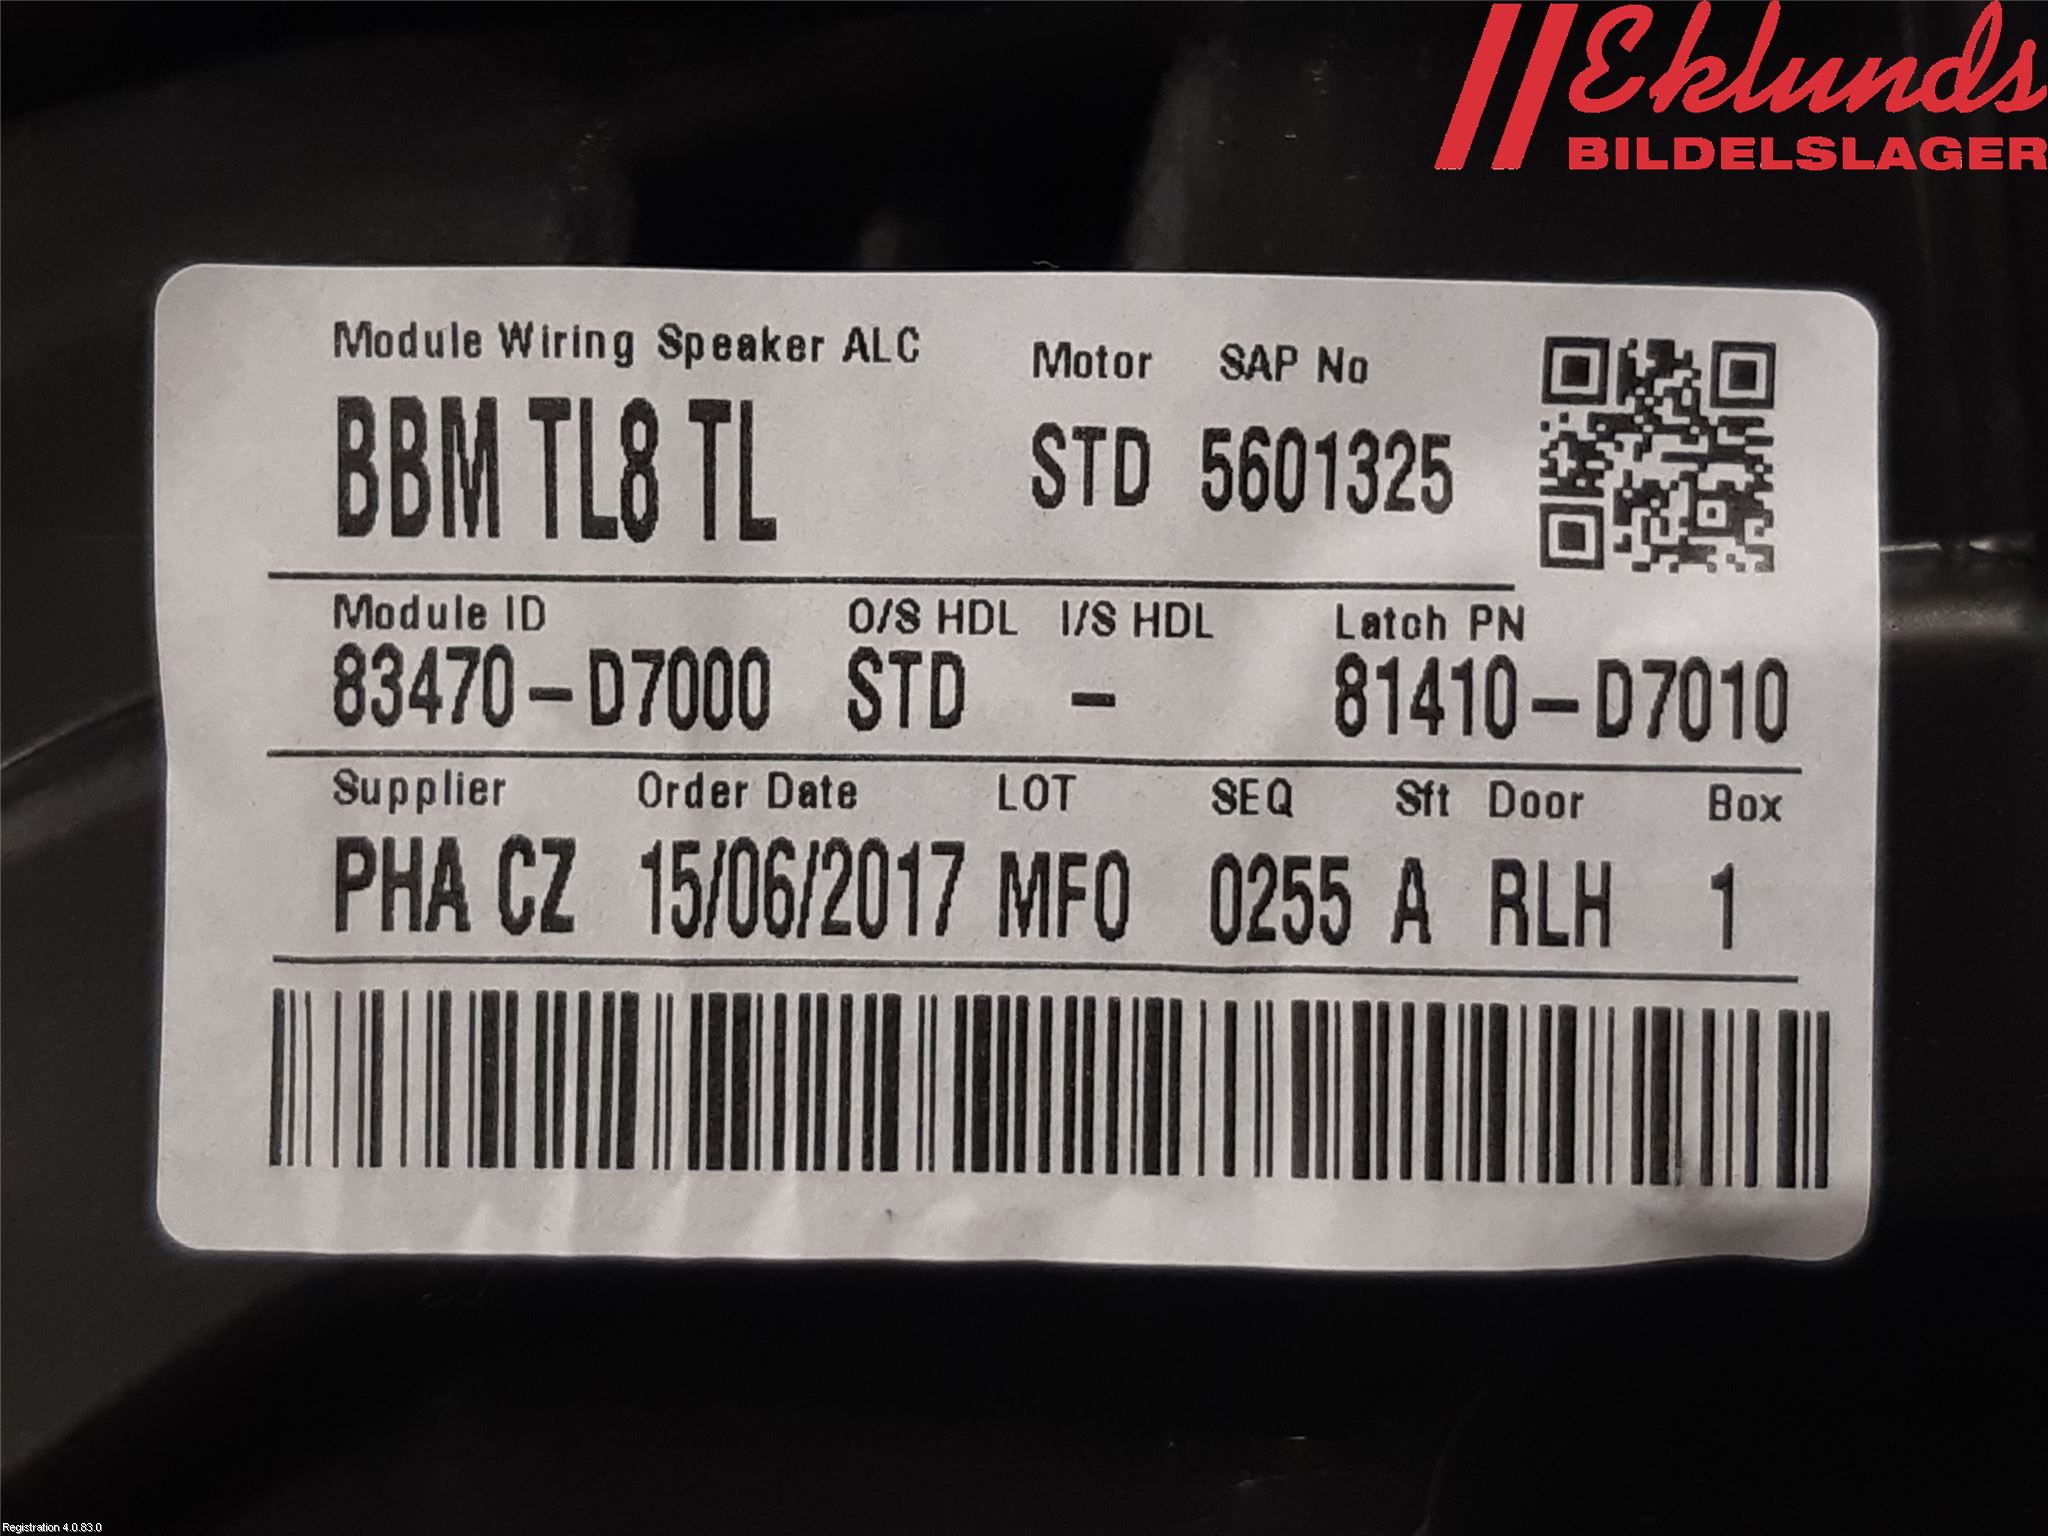 Eklunds
BILDELSLAGER
Module Wiring Speaker ALC Motor SAP No
BBM TL8 TL STD 5601325
Module ID O/S HDL I/S HDL Latch PN
83470-D7000 STD - 81410-D7010
Supplier Order Date LOT SEQ Sft Door Box
PHA CZ 15/06/2017 MFO 0255 A RLH 1
Registration 4.0.83.0